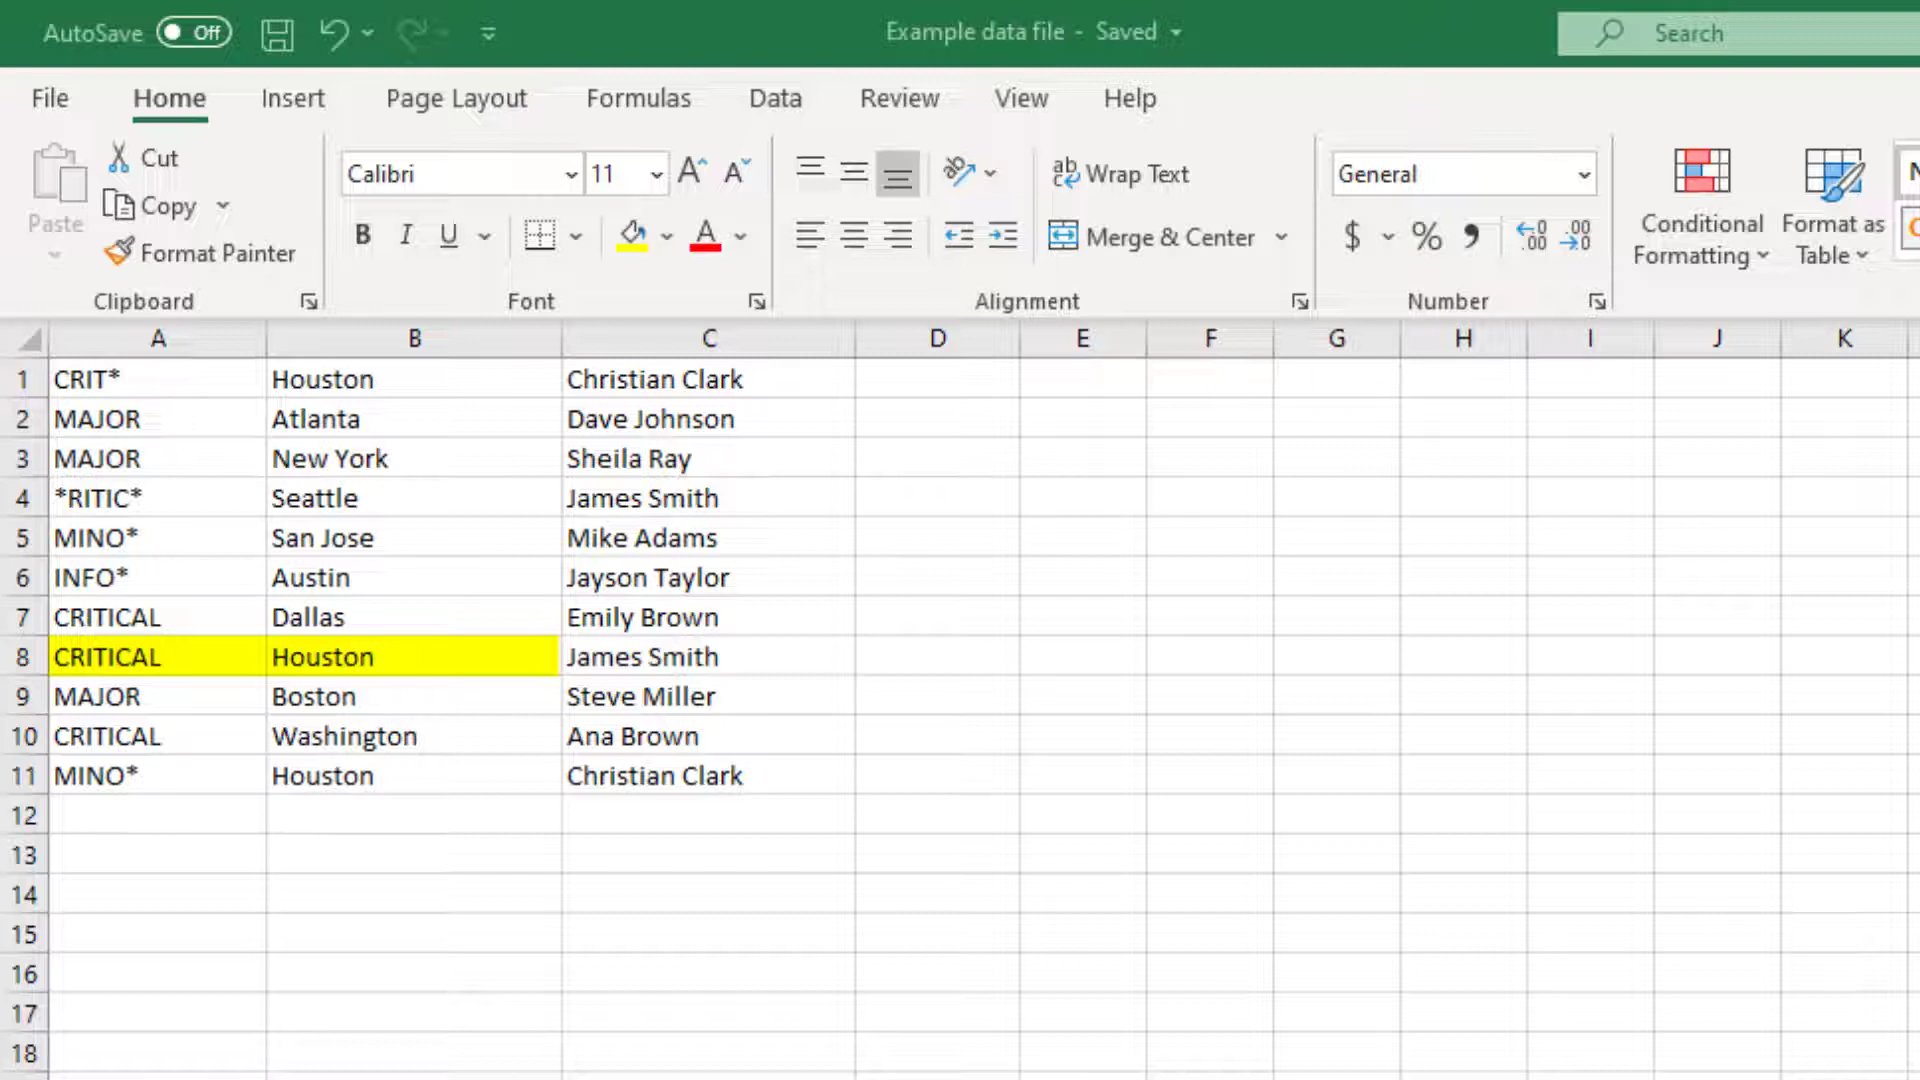 AutoSave Off Example data file - Saved Search
File Home Insert Page Layout Formulas Data Review View Help
Paste Cut Copy Format Painter
Clipboard
Calibri 11
B I U A
Font
Wrap Text
Merge & Center
Alignment
General
$ % , .00 .00
Number
Conditional Formatting
Format as Table
A B C D E F G H I J K
1 CRIT* Houston Christian Clark
2 MAJOR Atlanta Dave Johnson
3 MAJOR New York Sheila Ray
4 *RITIC* Seattle James Smith
5 MINO* San Jose Mike Adams
6 INFO* Austin Jayson Taylor
7 CRITICAL Dallas Emily Brown
8 CRITICAL Houston James Smith
9 MAJOR Boston Steve Miller
10 CRITICAL Washington Ana Brown
11 MINO* Houston Christian Clark
12
13
14
15
16
17
18